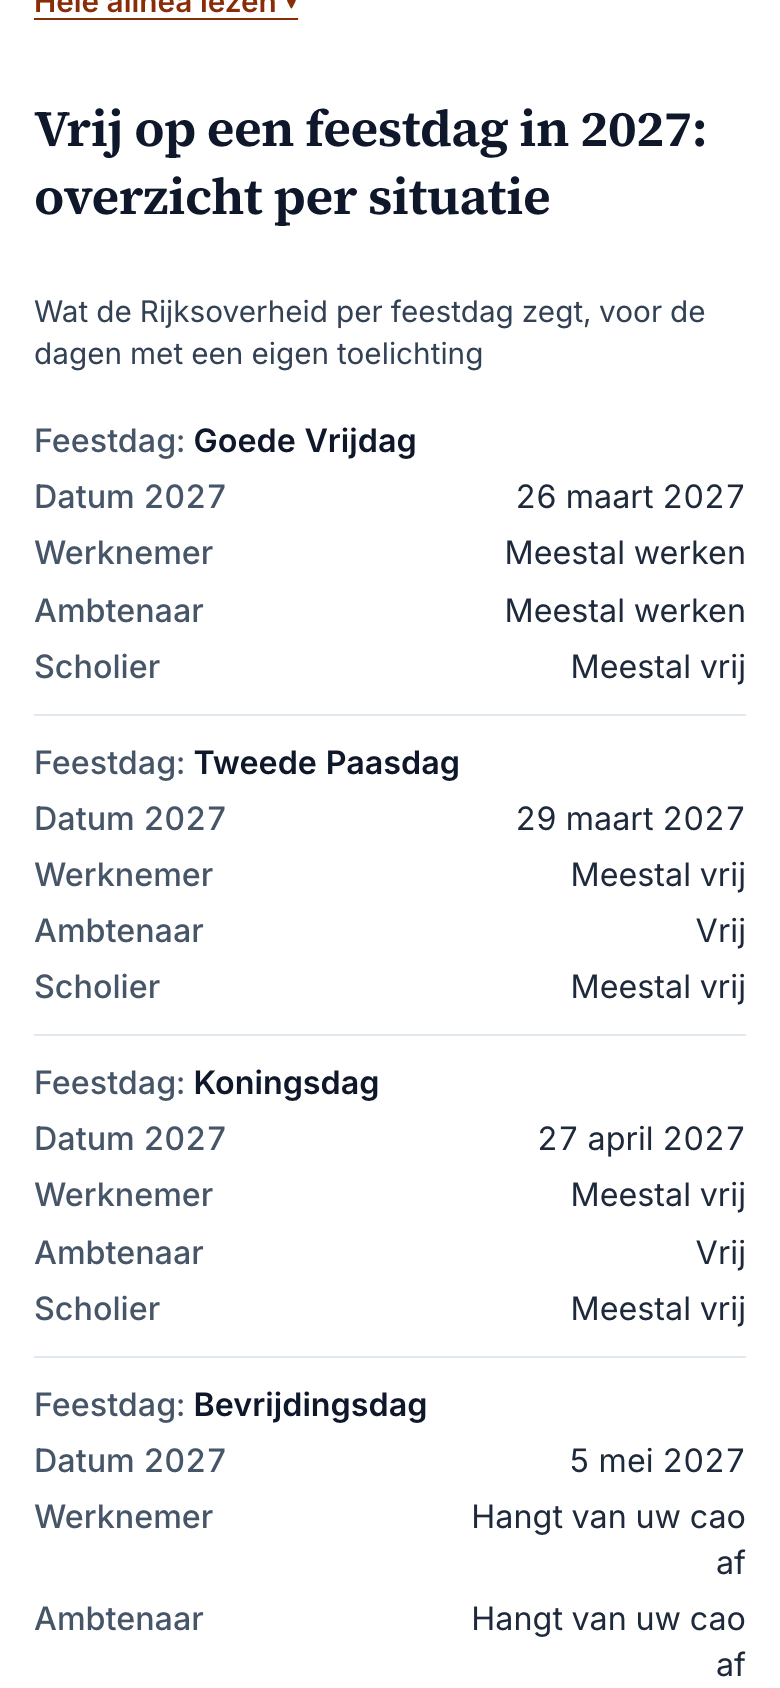 Hele alinea lezen ▾
Vrij op een feestdag in 2027:
overzicht per situatie
Wat de Rijksoverheid per feestdag zegt, voor de
dagen met een eigen toelichting
Feestdag: Goede Vrijdag
Datum 2027 26 maart 2027
Werknemer Meestal werken
Ambtenaar Meestal werken
Scholier Meestal vrij
Feestdag: Tweede Paasdag
Datum 2027 29 maart 2027
Werknemer Meestal vrij
Ambtenaar Vrij
Scholier Meestal vrij
Feestdag: Koningsdag
Datum 2027 27 april 2027
Werknemer Meestal vrij
Ambtenaar Vrij
Scholier Meestal vrij
Feestdag: Bevrijdingsdag
Datum 2027 5 mei 2027
Werknemer Hangt van uw cao
af
Ambtenaar Hangt van uw cao
af